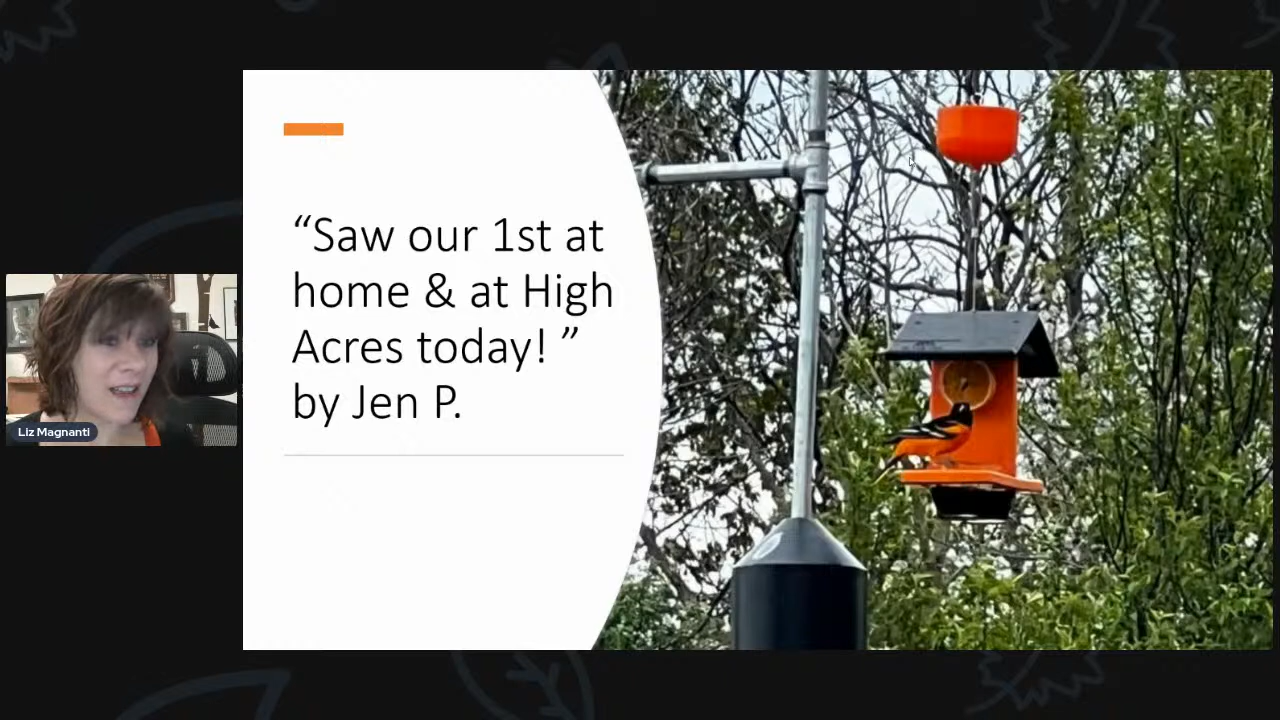 “Saw our 1st at
home & at High
Acres today! ”
by Jen P.
Liz Magnanti